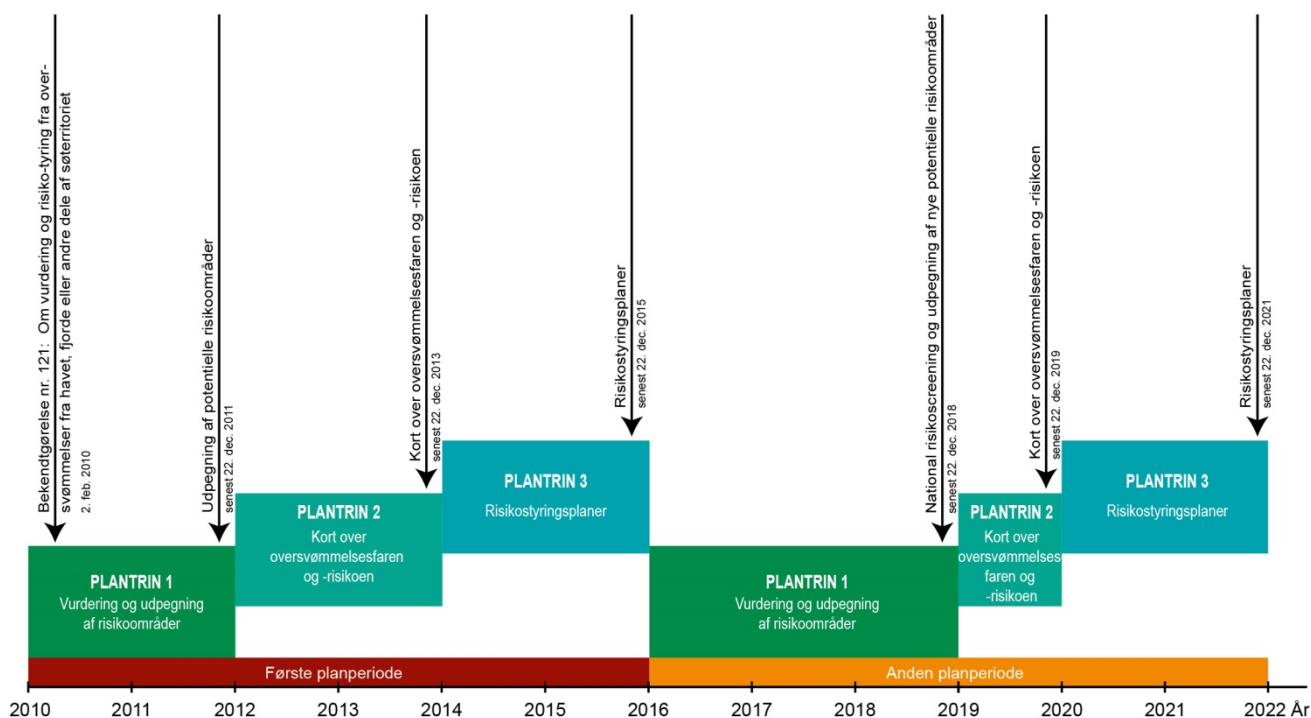 Bekendtgørelse nr. 121: Om vurdering og risiko-tyring fra over-
svømmelser fra havet, fjorde eller andre dele af søterritoriet
2. feb. 2010
Udpegning af potentielle risikoområder
senest 22. dec. 2011
Kort over oversvømmelsesfaren og -risikoen
senest 22. dec. 2013
Risikostyringsplaner
senest 22. dec. 2015
National risikoscreening og udpegning af nye potentielle risikoområder
senest 22. dec. 2018
Kort over oversvømmelsesfaren og -risikoen
senest 22. dec. 2019
Risikostyringsplaner
senest 22. dec. 2021
PLANTRIN 1
Vurdering og udpegning
af risikoområder
PLANTRIN 2
Kort over
oversvømmelsesfaren
og -risikoen
PLANTRIN 3
Risikostyringsplaner
PLANTRIN 1
Vurdering og udpegning
af risikoområder
PLANTRIN 2
Kort over
oversvømmelses
faren og
-risikoen
PLANTRIN 3
Risikostyringsplaner
Første planperiode
Anden planperiode
2010 2011 2012 2013 2014 2015 2016 2017 2018 2019 2020 2021 2022 År